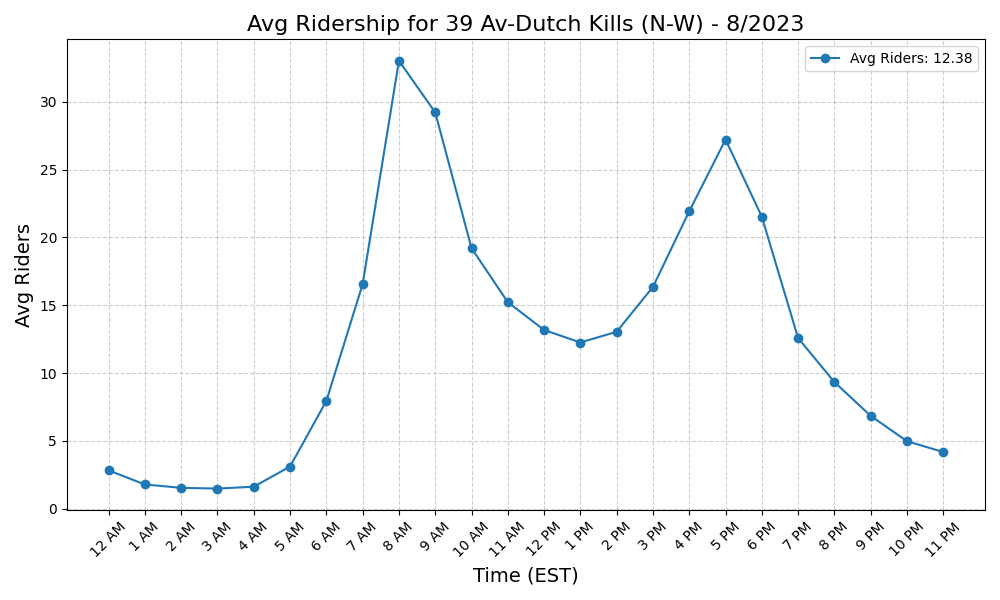 Avg Ridership for 39 Av-Dutch Kills (N-W) - 8/2023
Avg Riders: 12.38
Avg Riders
30
25
20
15
10
5
0
12 AM
1 AM
2 AM
3 AM
4 AM
5 AM
6 AM
7 AM
8 AM
9 AM
10 AM
11 AM
12 PM
1 PM
2 PM
3 PM
4 PM
5 PM
6 PM
7 PM
8 PM
9 PM
10 PM
11 PM
Time (EST)